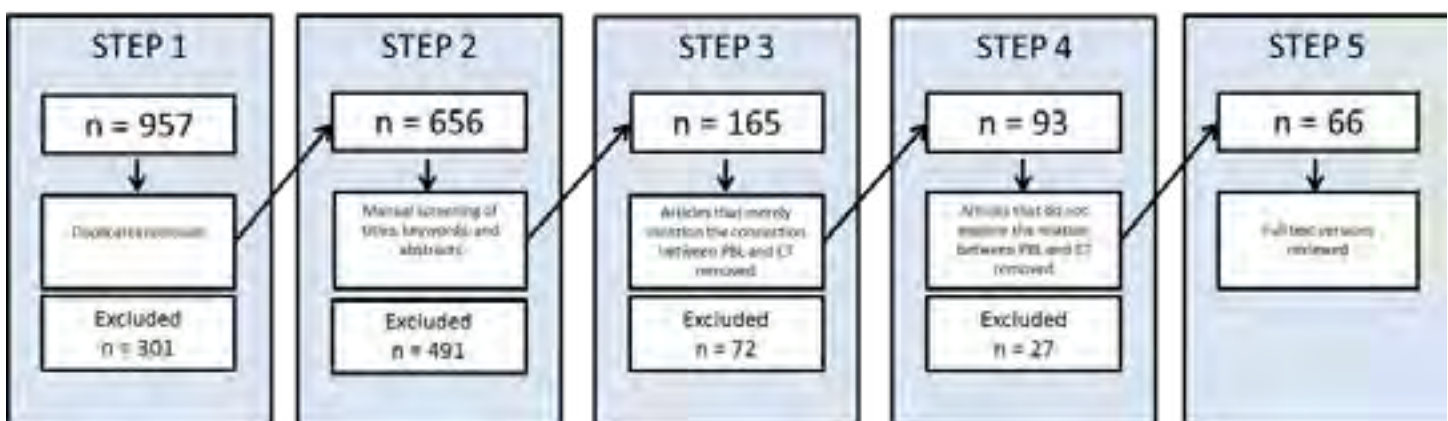 STEP 1
n = 957
Duplicates removed
Excluded
n = 301
STEP 2
n = 656
Manual screening of
titles, keywords, and
abstracts
Excluded
n = 491
STEP 3
n = 165
Articles that merely
mention the connection
between PBL and CT
removed
Excluded
n = 72
STEP 4
n = 93
Articles that do not
explore the relation
between PBL and CT
removed
Excluded
n = 27
STEP 5
n = 66
Full text versions
reviewed